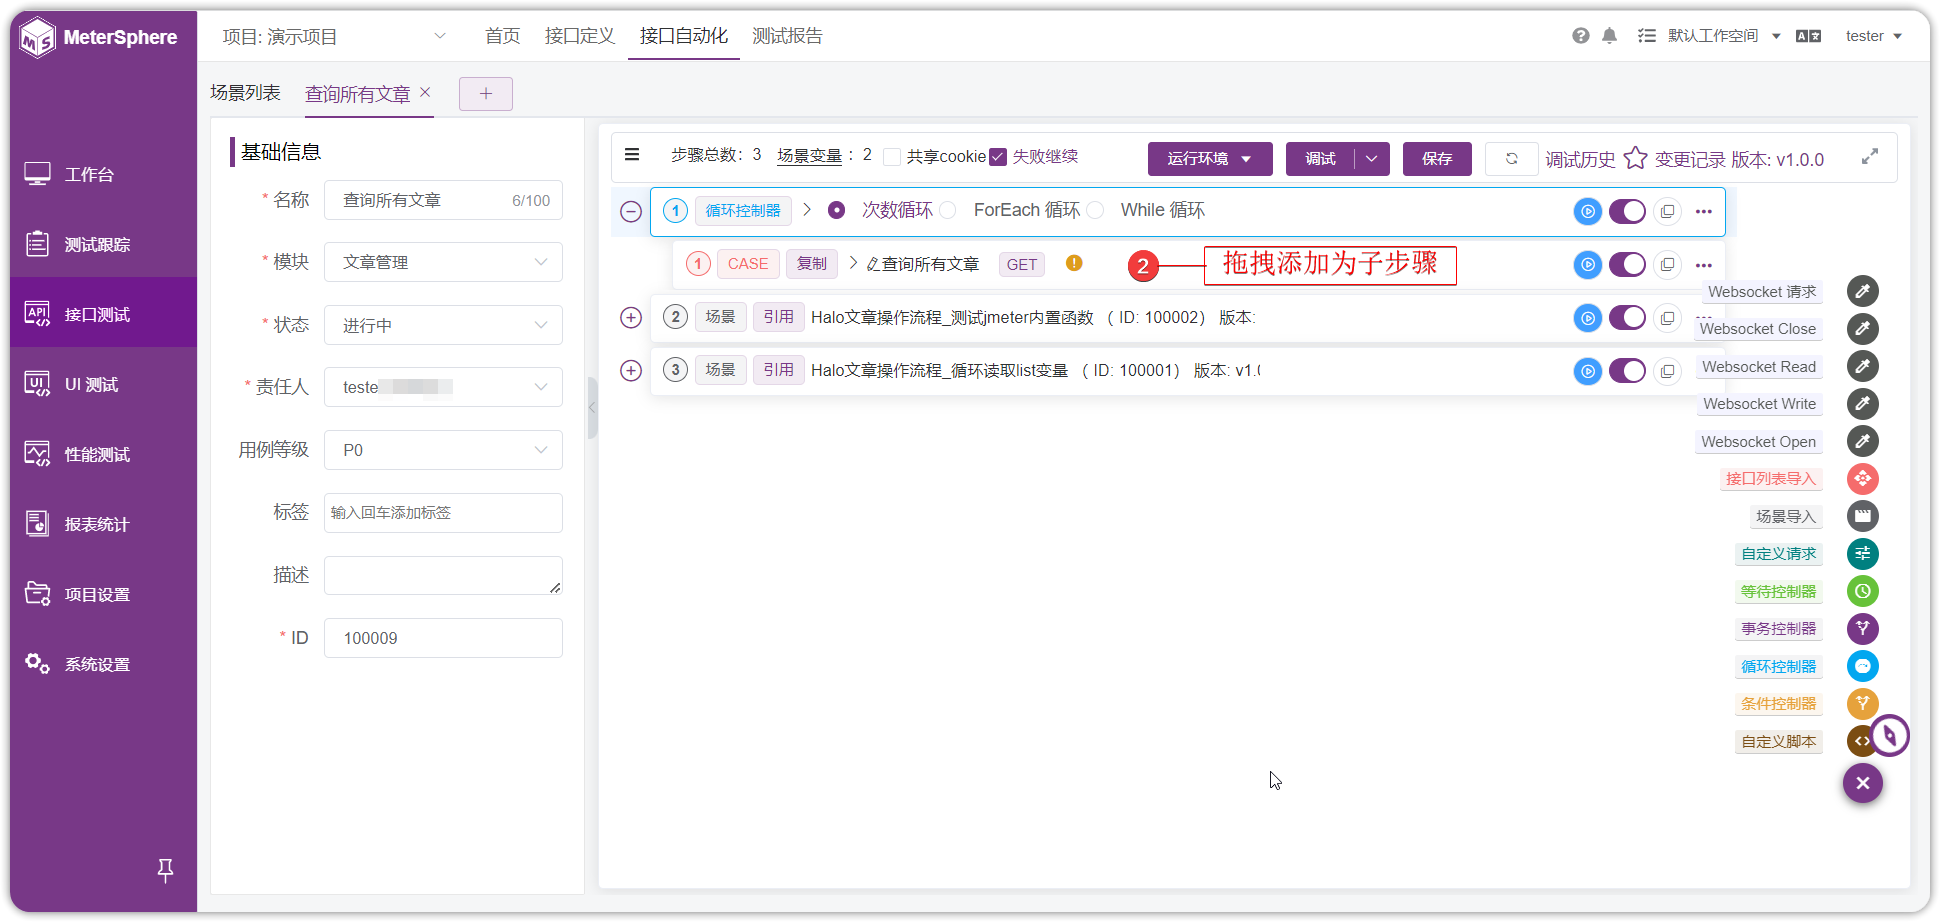 MeterSphere
项目: 演示项目
首页
接口定义
接口自动化
测试报告
默认工作空间
tester
场景列表
查询所有文章
工作台
测试跟踪
接口测试
UI 测试
性能测试
报表统计
项目设置
系统设置
基础信息
* 名称 查询所有文章 6/100
* 模块 文章管理
* 状态 进行中
* 责任人 teste
用例等级 P0
标签 输入回车添加标签
描述
* ID 100009
步骤总数: 3 场景变量 : 2 共享cookie 失败继续
运行环境 调试 保存 调试历史 变更记录 版本: v1.0.0
1 循环控制器 次数循环 ForEach 循环 While 循环
1 CASE 复制 查询所有文章 GET
2 拖拽添加为子步骤
2 场景 引用 Halo文章操作流程_测试jmeter内置函数 （ ID: 100002） 版本:
3 场景 引用 Halo文章操作流程_循环读取list变量 （ ID: 100001） 版本: v1.
Websocket 请求
Websocket Close
Websocket Read
Websocket Write
Websocket Open
接口列表导入
场景导入
自定义请求
等待控制器
事务控制器
循环控制器
条件控制器
自定义脚本